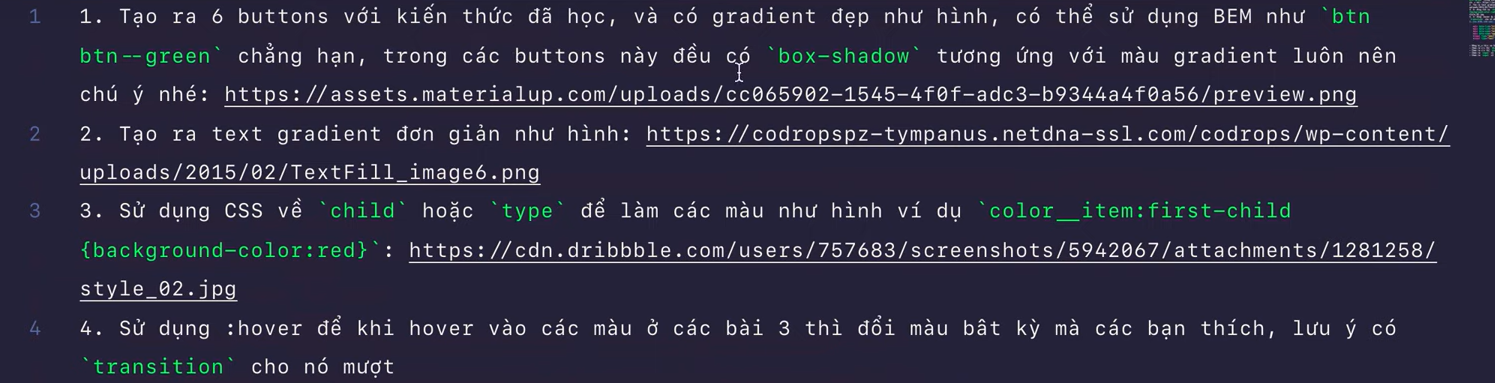 1 1. Tạo ra 6 buttons với kiến thức đã học, và có gradient đẹp như hình, có thể sử dụng BEM như `btn
btn--green` chẳng hạn, trong các buttons này đều có `box-shadow` tương ứng với màu gradient luôn nên
chú ý nhé: https://assets.materialup.com/uploads/cc065902-1545-4f0f-adc3-b9344a4f0a56/preview.png
2 2. Tạo ra text gradient đơn giản như hình: https://codropspz-tympanus.netdna-ssl.com/codrops/wp-content/
uploads/2015/02/TextFill_image6.png
3 3. Sử dụng CSS về `child` hoặc `type` để làm các màu như hình ví dụ `color__item:first-child
{background-color:red}`: https://cdn.dribbble.com/users/757683/screenshots/5942067/attachments/1281258/
style_02.jpg
4 4. Sử dụng :hover để khi hover vào các màu ở các bài 3 thì đổi màu bât kỳ mà các bạn thích, lưu ý có
`transition` cho nó mượt